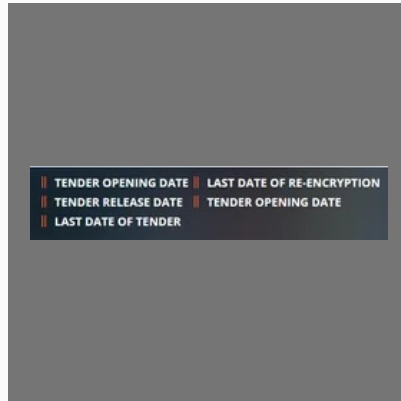 TENDER OPENING DATE || LAST DATE OF RE-ENCRYPTION
TENDER RELEASE DATE || TENDER OPENING DATE
LAST DATE OF TENDER